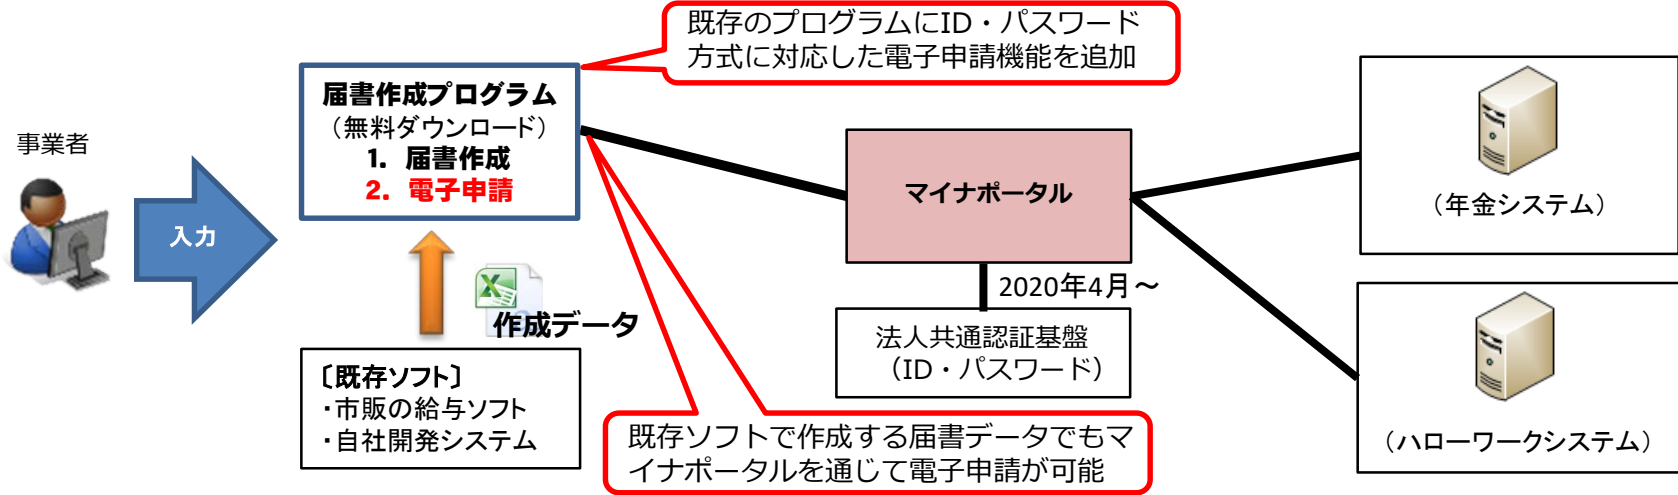 既存のプログラムにID・パスワード
方式に対応した電子申請機能を追加
届書作成プログラム
（無料ダウンロード）
1. 届書作成
2. 電子申請
事業者
入力
マイナポータル
（年金システム）
2020年4月～
作成データ
法人共通認証基盤
（ID・パスワード）
〔既存ソフト〕
・市販の給与ソフト
・自社開発システム
既存ソフトで作成する届書データでもマ
イナポータルを通じて電子申請が可能
（ハローワークシステム）